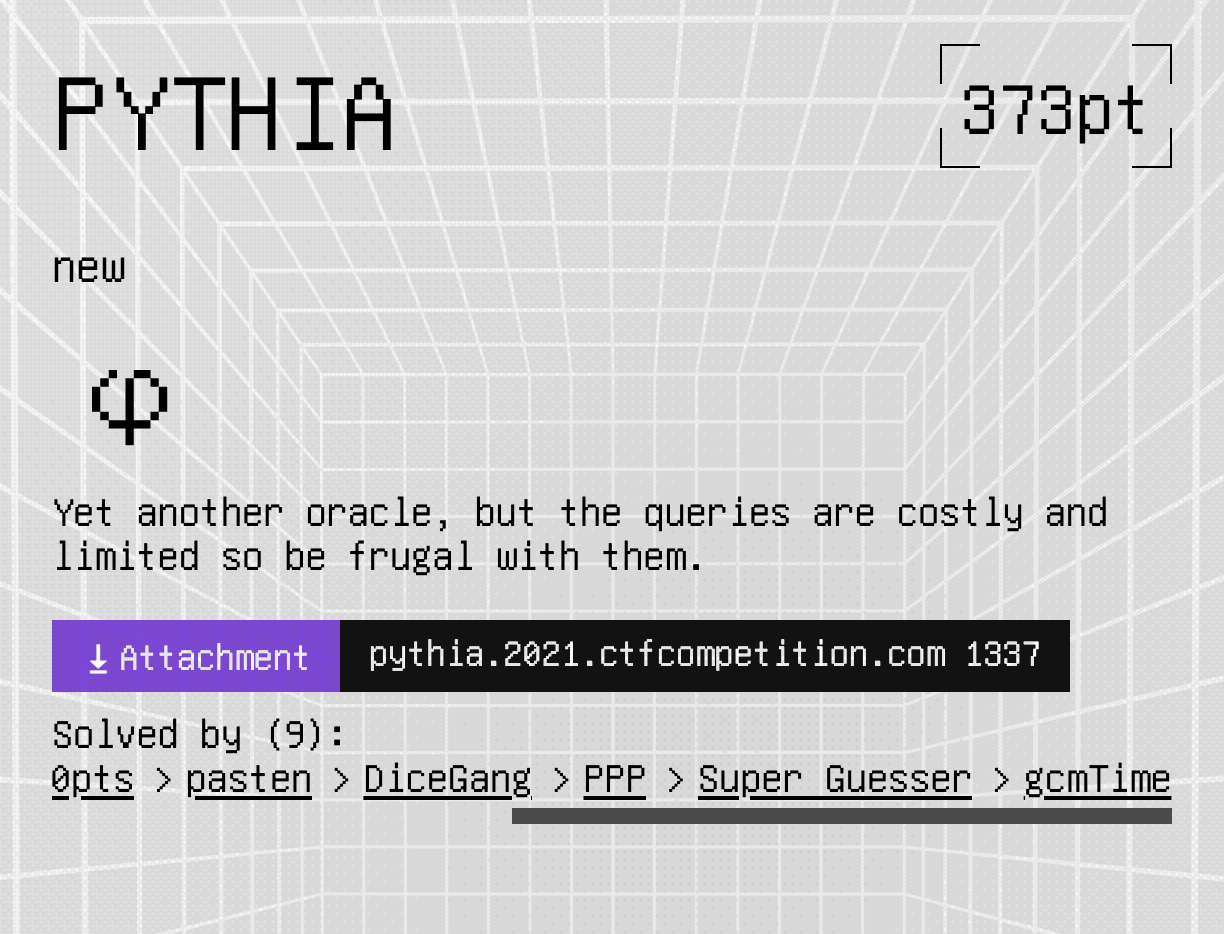 PYTHIA
373pt
new
φ
Yet another oracle, but the queries are costly and
limited so be frugal with them.
Attachment
pythia.2021.ctfcompetition.com 1337
Solved by (9):
0pts > pasten > DiceGang > PPP > Super Guesser > gcmTime